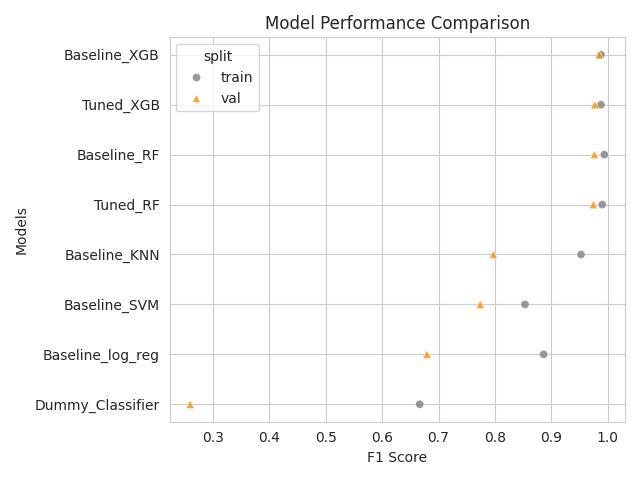 Model Performance Comparison
split
train
val
Models
Baseline_XGB
Tuned_XGB
Baseline_RF
Tuned_RF
Baseline_KNN
Baseline_SVM
Baseline_log_reg
Dummy_Classifier
0.3 0.4 0.5 0.6 0.7 0.8 0.9 1.0
F1 Score